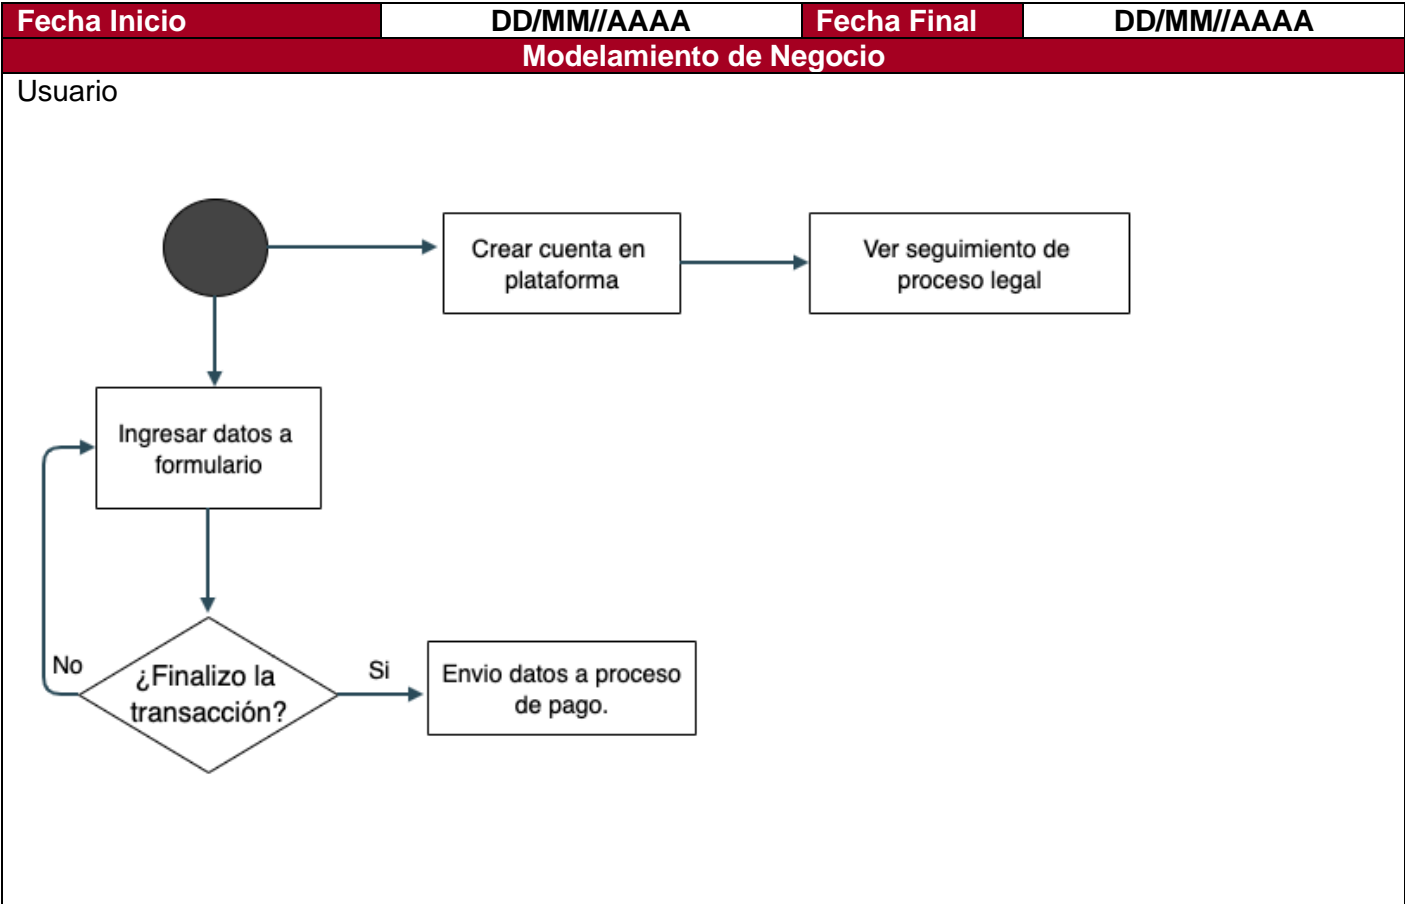 Fecha Inicio DD/MM//AAAA Fecha Final DD/MM//AAAA
Modelamiento de Negocio
Usuario
Crear cuenta en
plataforma
Ver seguimiento de
proceso legal
Ingresar datos a
formulario
No
¿Finalizo la
transacción?
Si
Envio datos a proceso
de pago.